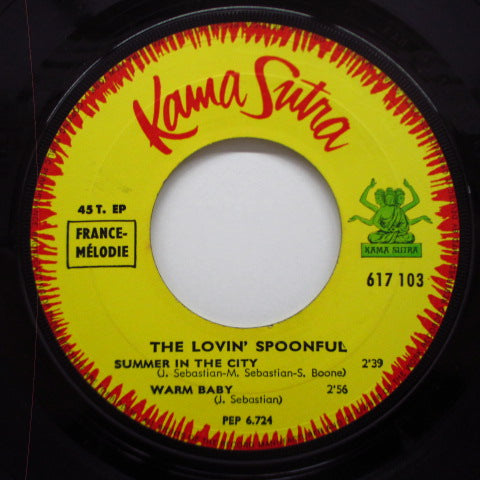 Kama Sutra
45 T. EP
FRANCE-
MÉLODIE
KAMA SUTRA
617 103
THE LOVIN' SPOONFUL
SUMMER IN THE CITY 2'39
(J. Sebastian-M. Sebastian-S. Boone)
WARM BABY 2'56
(J. Sebastian)
PEP 6.724